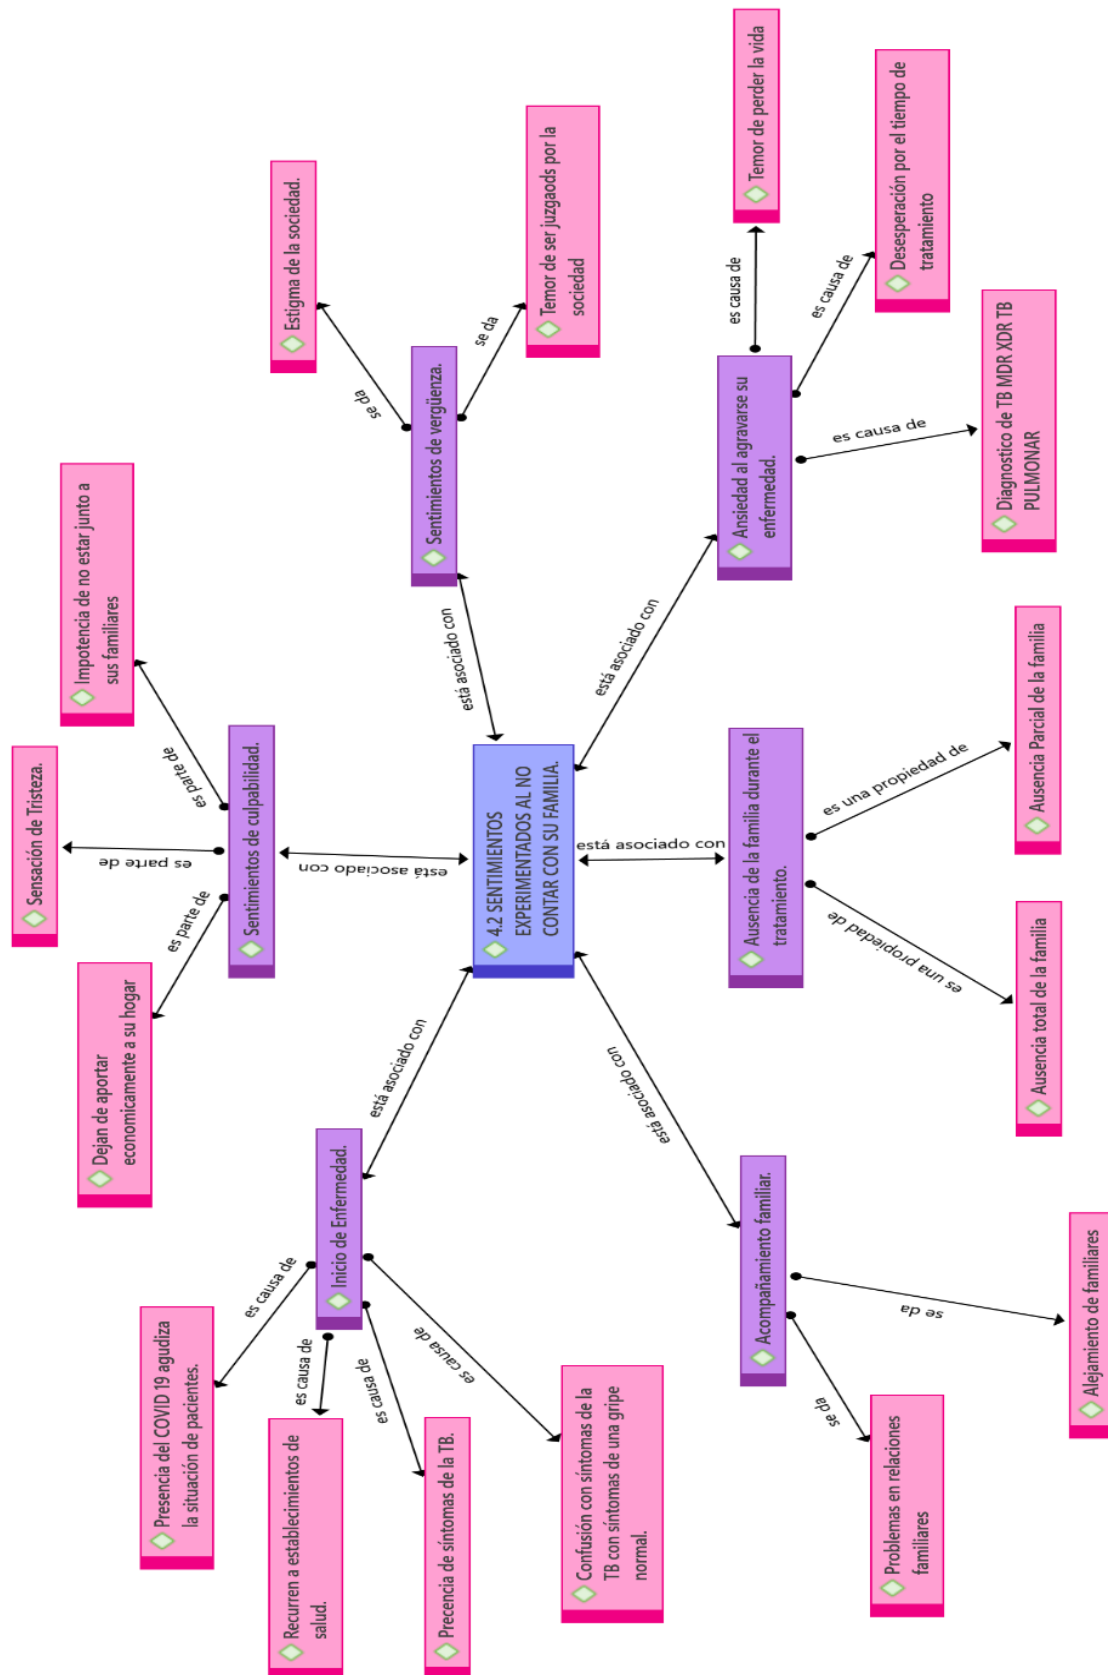 Sensación de Tristeza.
Impotencia de no estar junto a
sus familiares
Dejan de aportar
economicamente a su hogar
es parte de
es parte de
es parte de
Sentimientos de culpabilidad.
está asociado con
Presencia del COVID 19 agudiza
la situación de pacientes.
es causa de
Recurren a establecimientos de
salud.
es causa de
Inicio de Enfermedad.
está asociado con
es causa de
Precencia de síntomas de la TB.
es causa de
Confusión con síntomas de la
TB con síntomas de una gripe
normal.
Estigma de la sociedad.
se da
Sentimientos de vergüenza.
se da
Temor de ser juzgaods por la
sociedad
está asociado con
4.2 SENTIMIENTOS
EXPERIMENTADOS AL NO
CONTAR CON SU FAMILIA.
está asociado con
Acompañamiento familiar.
se da
se da
Problemas en relaciones
familiares
Alejamiento de familiares
está asociado con
Ausencia de la familia durante el
tratamiento.
es una propiedad de
es una propiedad de
Ausencia total de la familia
Ausencia Parcial de la familia
está asociado con
Ansiedad al agravarse su
enfermedad.
es causa de
es causa de
es causa de
Temor de perder la vida
Desesperación por el tiempo de
tratamiento
Diagnostico de TB MDR XDR TB
PULMONAR